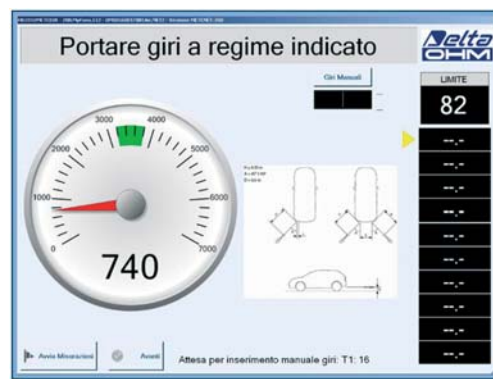 Portare giri a regime indicato
Delta
OHM
Giri Manuali
LIMITE
82
--.-
--.-
--.-
--.-
--.-
--.-
--.-
--.-
--.-
--.-
0
1000
2000
3000
4000
5000
6000
7000
740
Avvia Misurazioni
Avanti
Attesa per inserimento manuale giri: T1: 16